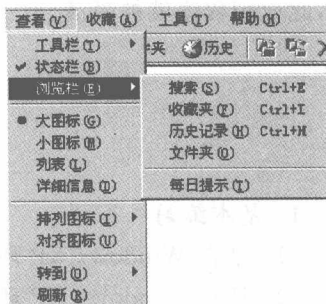 查看(V) 收藏(A) 工具(T) 帮助(H)
工具栏(T)
夹 历史
状态栏(B)
浏览栏(E)
搜索(S) Ctrl+E
收藏夹(F) Ctrl+I
历史记录(H) Ctrl+H
文件夹(O)
每日提示(T)
大图标(G)
小图标(M)
列表(L)
详细信息(D)
排列图标(I)
对齐图标(U)
转到(O)
刷新(R)